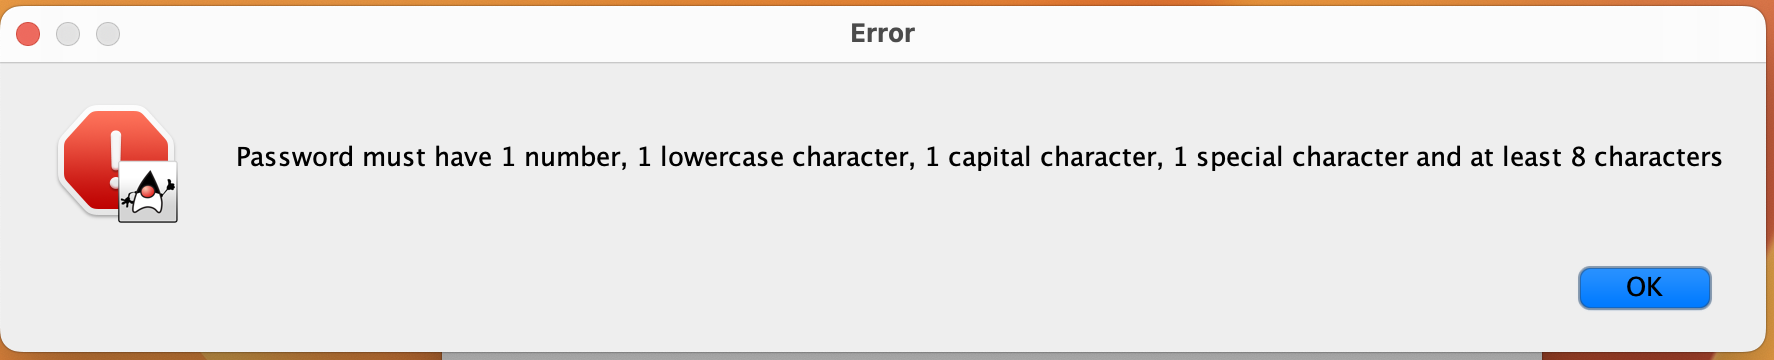 Error
Password must have 1 number, 1 lowercase character, 1 capital character, 1 special character and at least 8 characters
OK